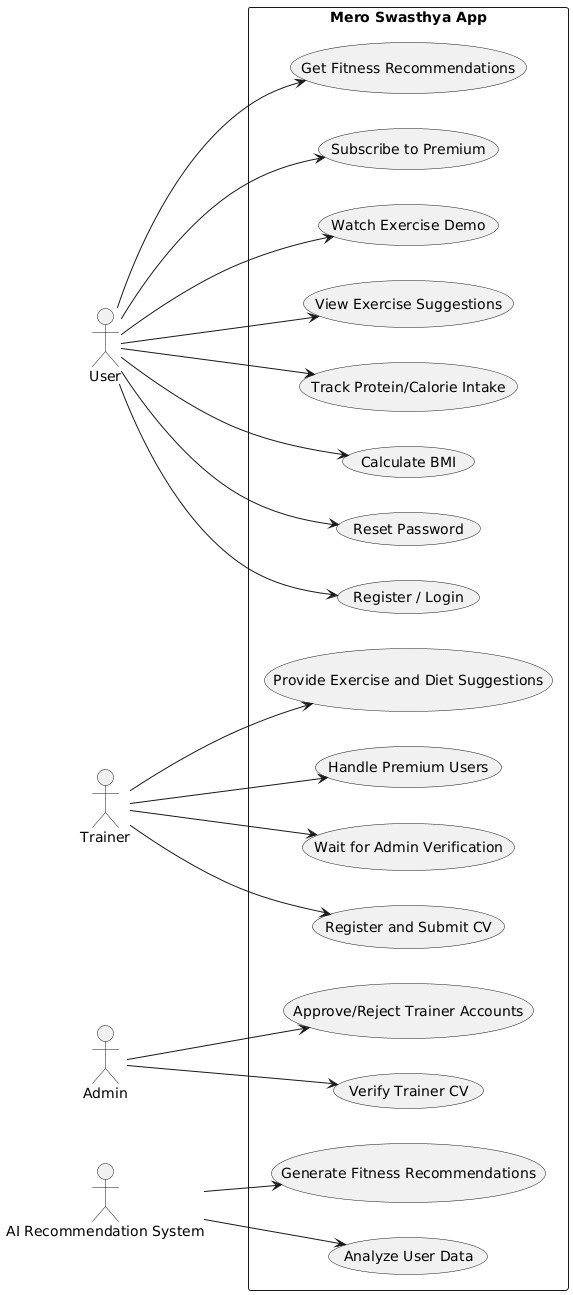 Mero Swasthya App
Get Fitness Recommendations
Subscribe to Premium
Watch Exercise Demo
View Exercise Suggestions
User
Track Protein/Calorie Intake
Calculate BMI
Reset Password
Register / Login
Provide Exercise and Diet Suggestions
Handle Premium Users
Trainer
Wait for Admin Verification
Register and Submit CV
Approve/Reject Trainer Accounts
Admin
Verify Trainer CV
Generate Fitness Recommendations
AI Recommendation System
Analyze User Data